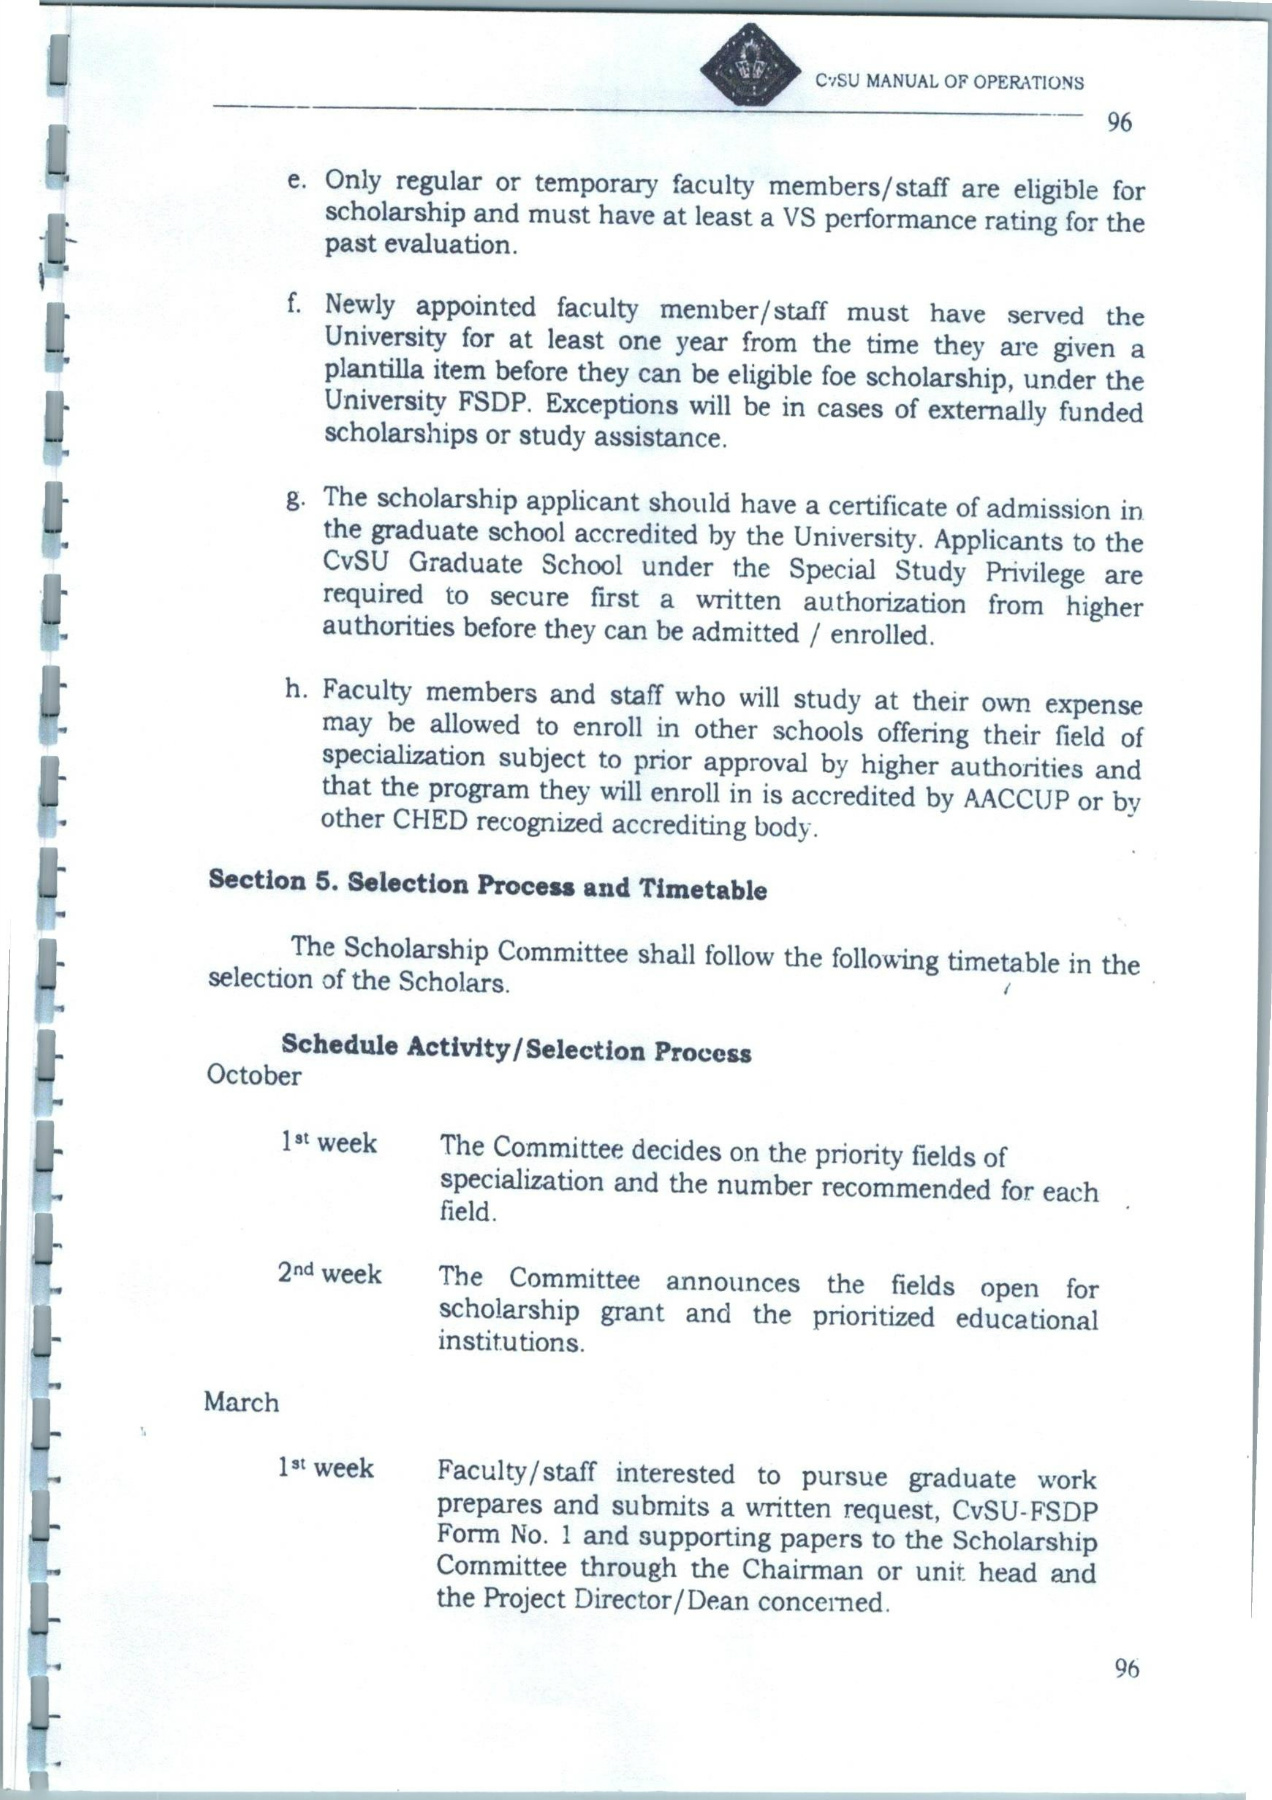 CvSU MANUAL OF OPERATIONS
96
e. Only regular or temporary faculty members/staff are eligible for
scholarship and must have at least a VS performance rating for the
past evaluation.
f. Newly appointed faculty member/staff must have served the
University for at least one year from the time they are given a
plantilla item before they can be eligible foe scholarship, under the
University FSDP. Exceptions will be in cases of externally funded
scholarships or study assistance.
g. The scholarship applicant should have a certificate of admission in
the graduate school accredited by the University. Applicants to the
CvSU Graduate School under the Special Study Privilege are
required to secure first a written authorization from higher
authorities before they can be admitted / enrolled.
h. Faculty members and staff who will study at their own expense
may be allowed to enroll in other schools offering their field of
specialization subject to prior approval by higher authorities and
that the program they will enroll in is accredited by AACCUP or by
other CHED recognized accrediting body.
Section 5. Selection Process and Timetable
The Scholarship Committee shall follow the following timetable in the
selection of the Scholars.
Schedule Activity/Selection Process
October
1st week The Committee decides on the priority fields of
specialization and the number recommended for each
field.
2nd week The Committee announces the fields open for
scholarship grant and the prioritized educational
institutions.
March
1st week Faculty/staff interested to pursue graduate work
prepares and submits a written request, CvSU-FSDP
Form No. 1 and supporting papers to the Scholarship
Committee through the Chairman or unit head and
the Project Director/Dean concerned.
96